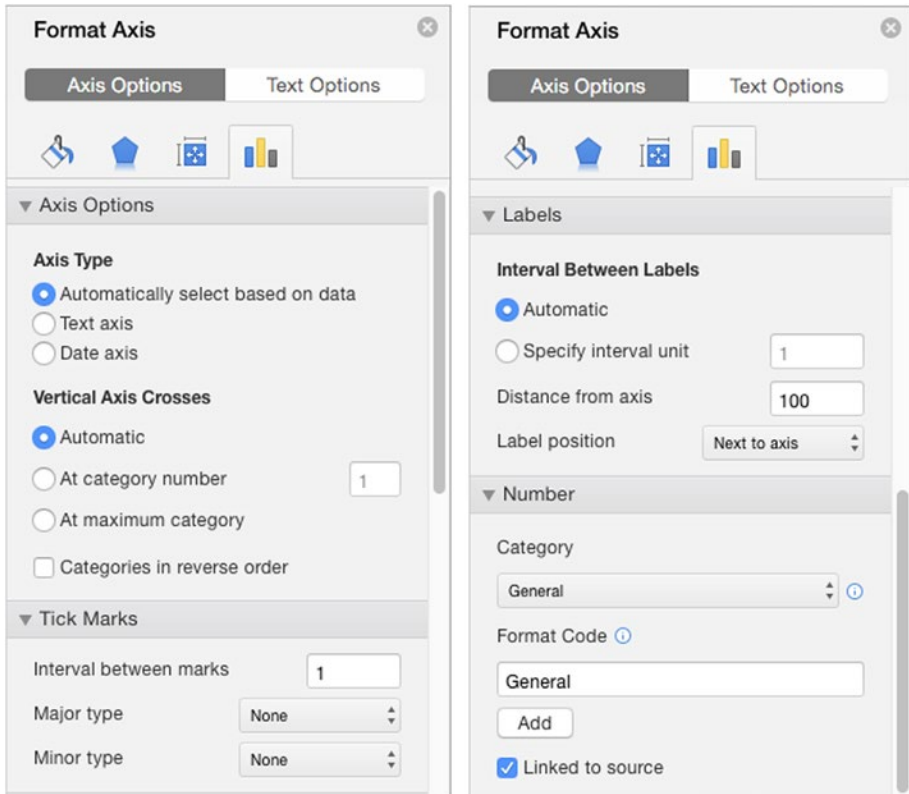 Format Axis
Axis Options Text Options
Axis Options
Axis Type
Automatically select based on data
Text axis
Date axis
Vertical Axis Crosses
Automatic
At category number 1
At maximum category
Categories in reverse order
Tick Marks
Interval between marks 1
Major type None
Minor type None
Format Axis
Axis Options Text Options
Labels
Interval Between Labels
Automatic
Specify interval unit 1
Distance from axis 100
Label position Next to axis
Number
Category
General
Format Code
General
Add
Linked to source